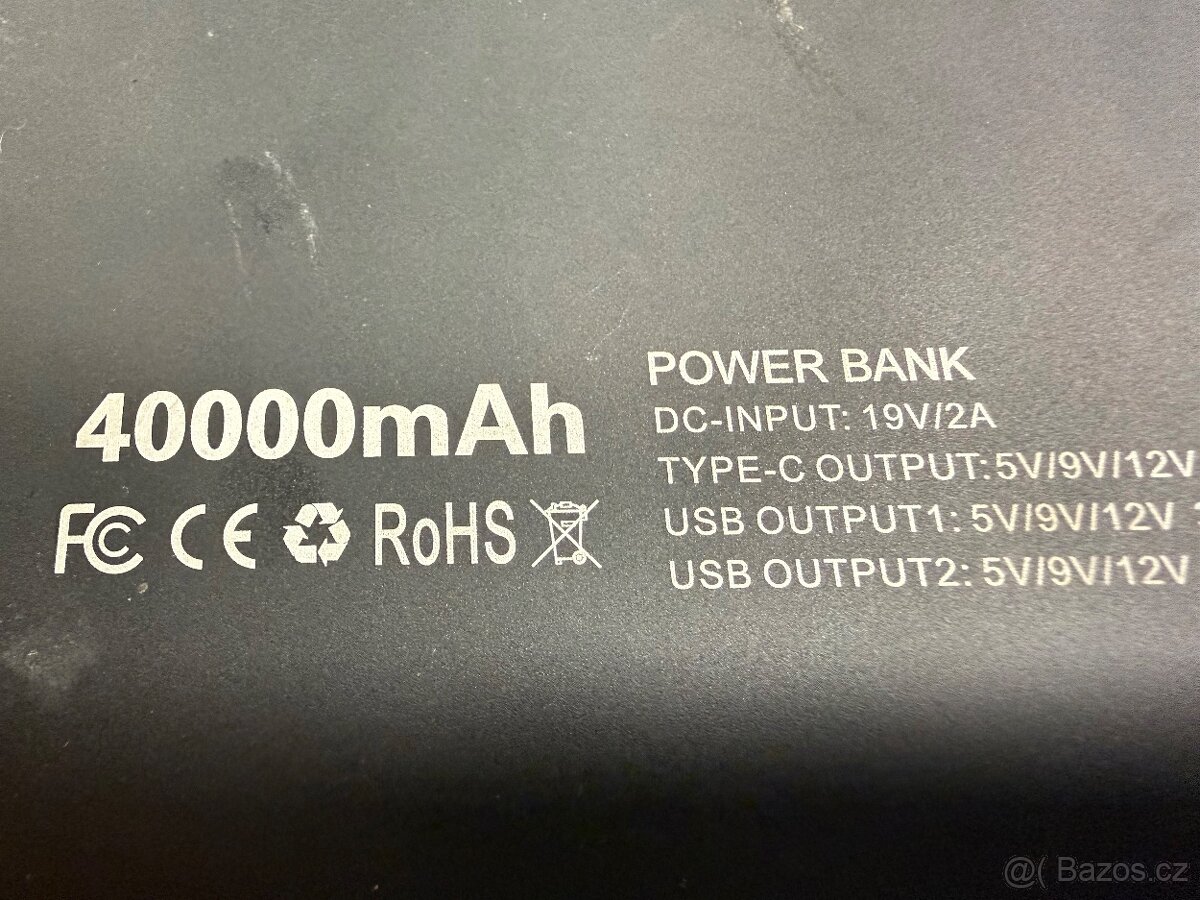 40000mAh
FC CE RoHS
POWER BANK
DC-INPUT: 19V/2A
TYPE-C OUTPUT:5V/9V/12V
USB OUTPUT1: 5V/9V/12V
USB OUTPUT2: 5V/9V/12V
@( Bazos.cz